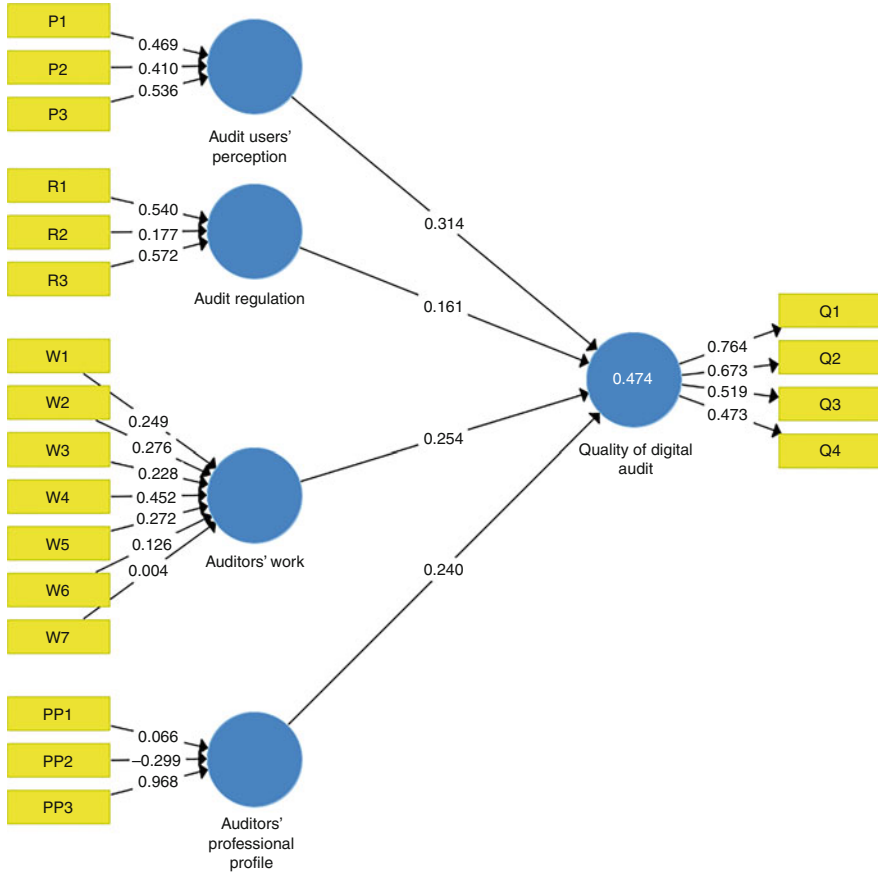 P1
0.469
P2
0.410
P3
0.536
Audit users'
perception
R1
0.540
R2
0.177
R3
0.572
Audit regulation
W1
0.249
W2
0.276
W3
0.228
W4
0.452
W5
0.272
W6
0.126
W7
0.004
Auditors' work
PP1
0.066
PP2
–0.299
PP3
0.968
Auditors'
professional
profile
0.314
0.161
0.254
0.240
0.474
Quality of digital
audit
0.764
Q1
0.673
Q2
0.519
Q3
0.473
Q4